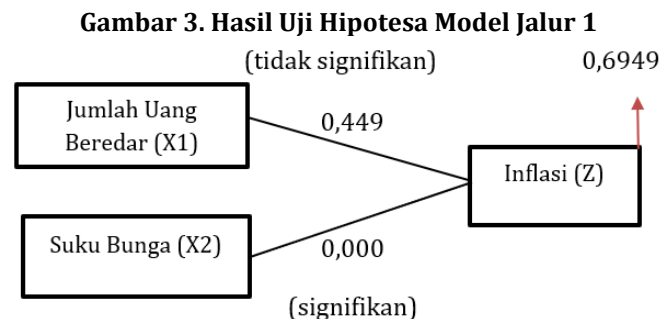 Gambar 3. Hasil Uji Hipotesa Model Jalur 1
(tidak signifikan)
0,6949
Jumlah Uang
Beredar (X1)
0,449
Inflasi (Z)
Suku Bunga (X2)
0,000
(signifikan)